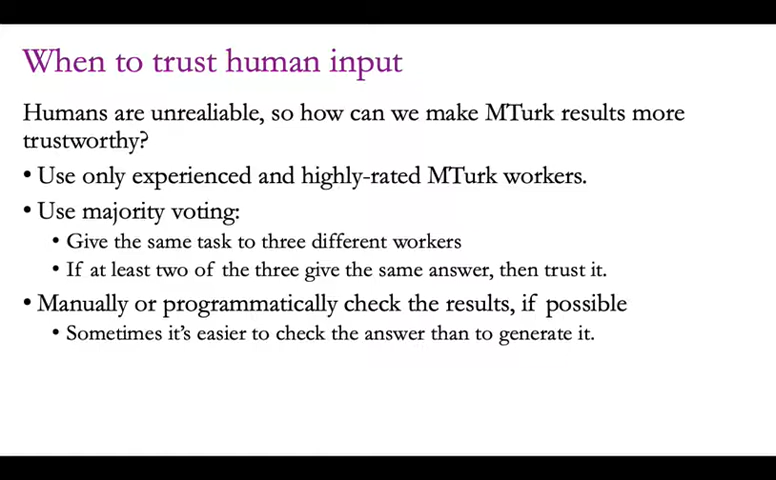 When to trust human input
Humans are unrealiable, so how can we make MTurk results more
trustworthy?
• Use only experienced and highly-rated MTurk workers.
• Use majority voting:
• Give the same task to three different workers
• If at least two of the three give the same answer, then trust it.
• Manually or programmatically check the results, if possible
• Sometimes it's easier to check the answer than to generate it.